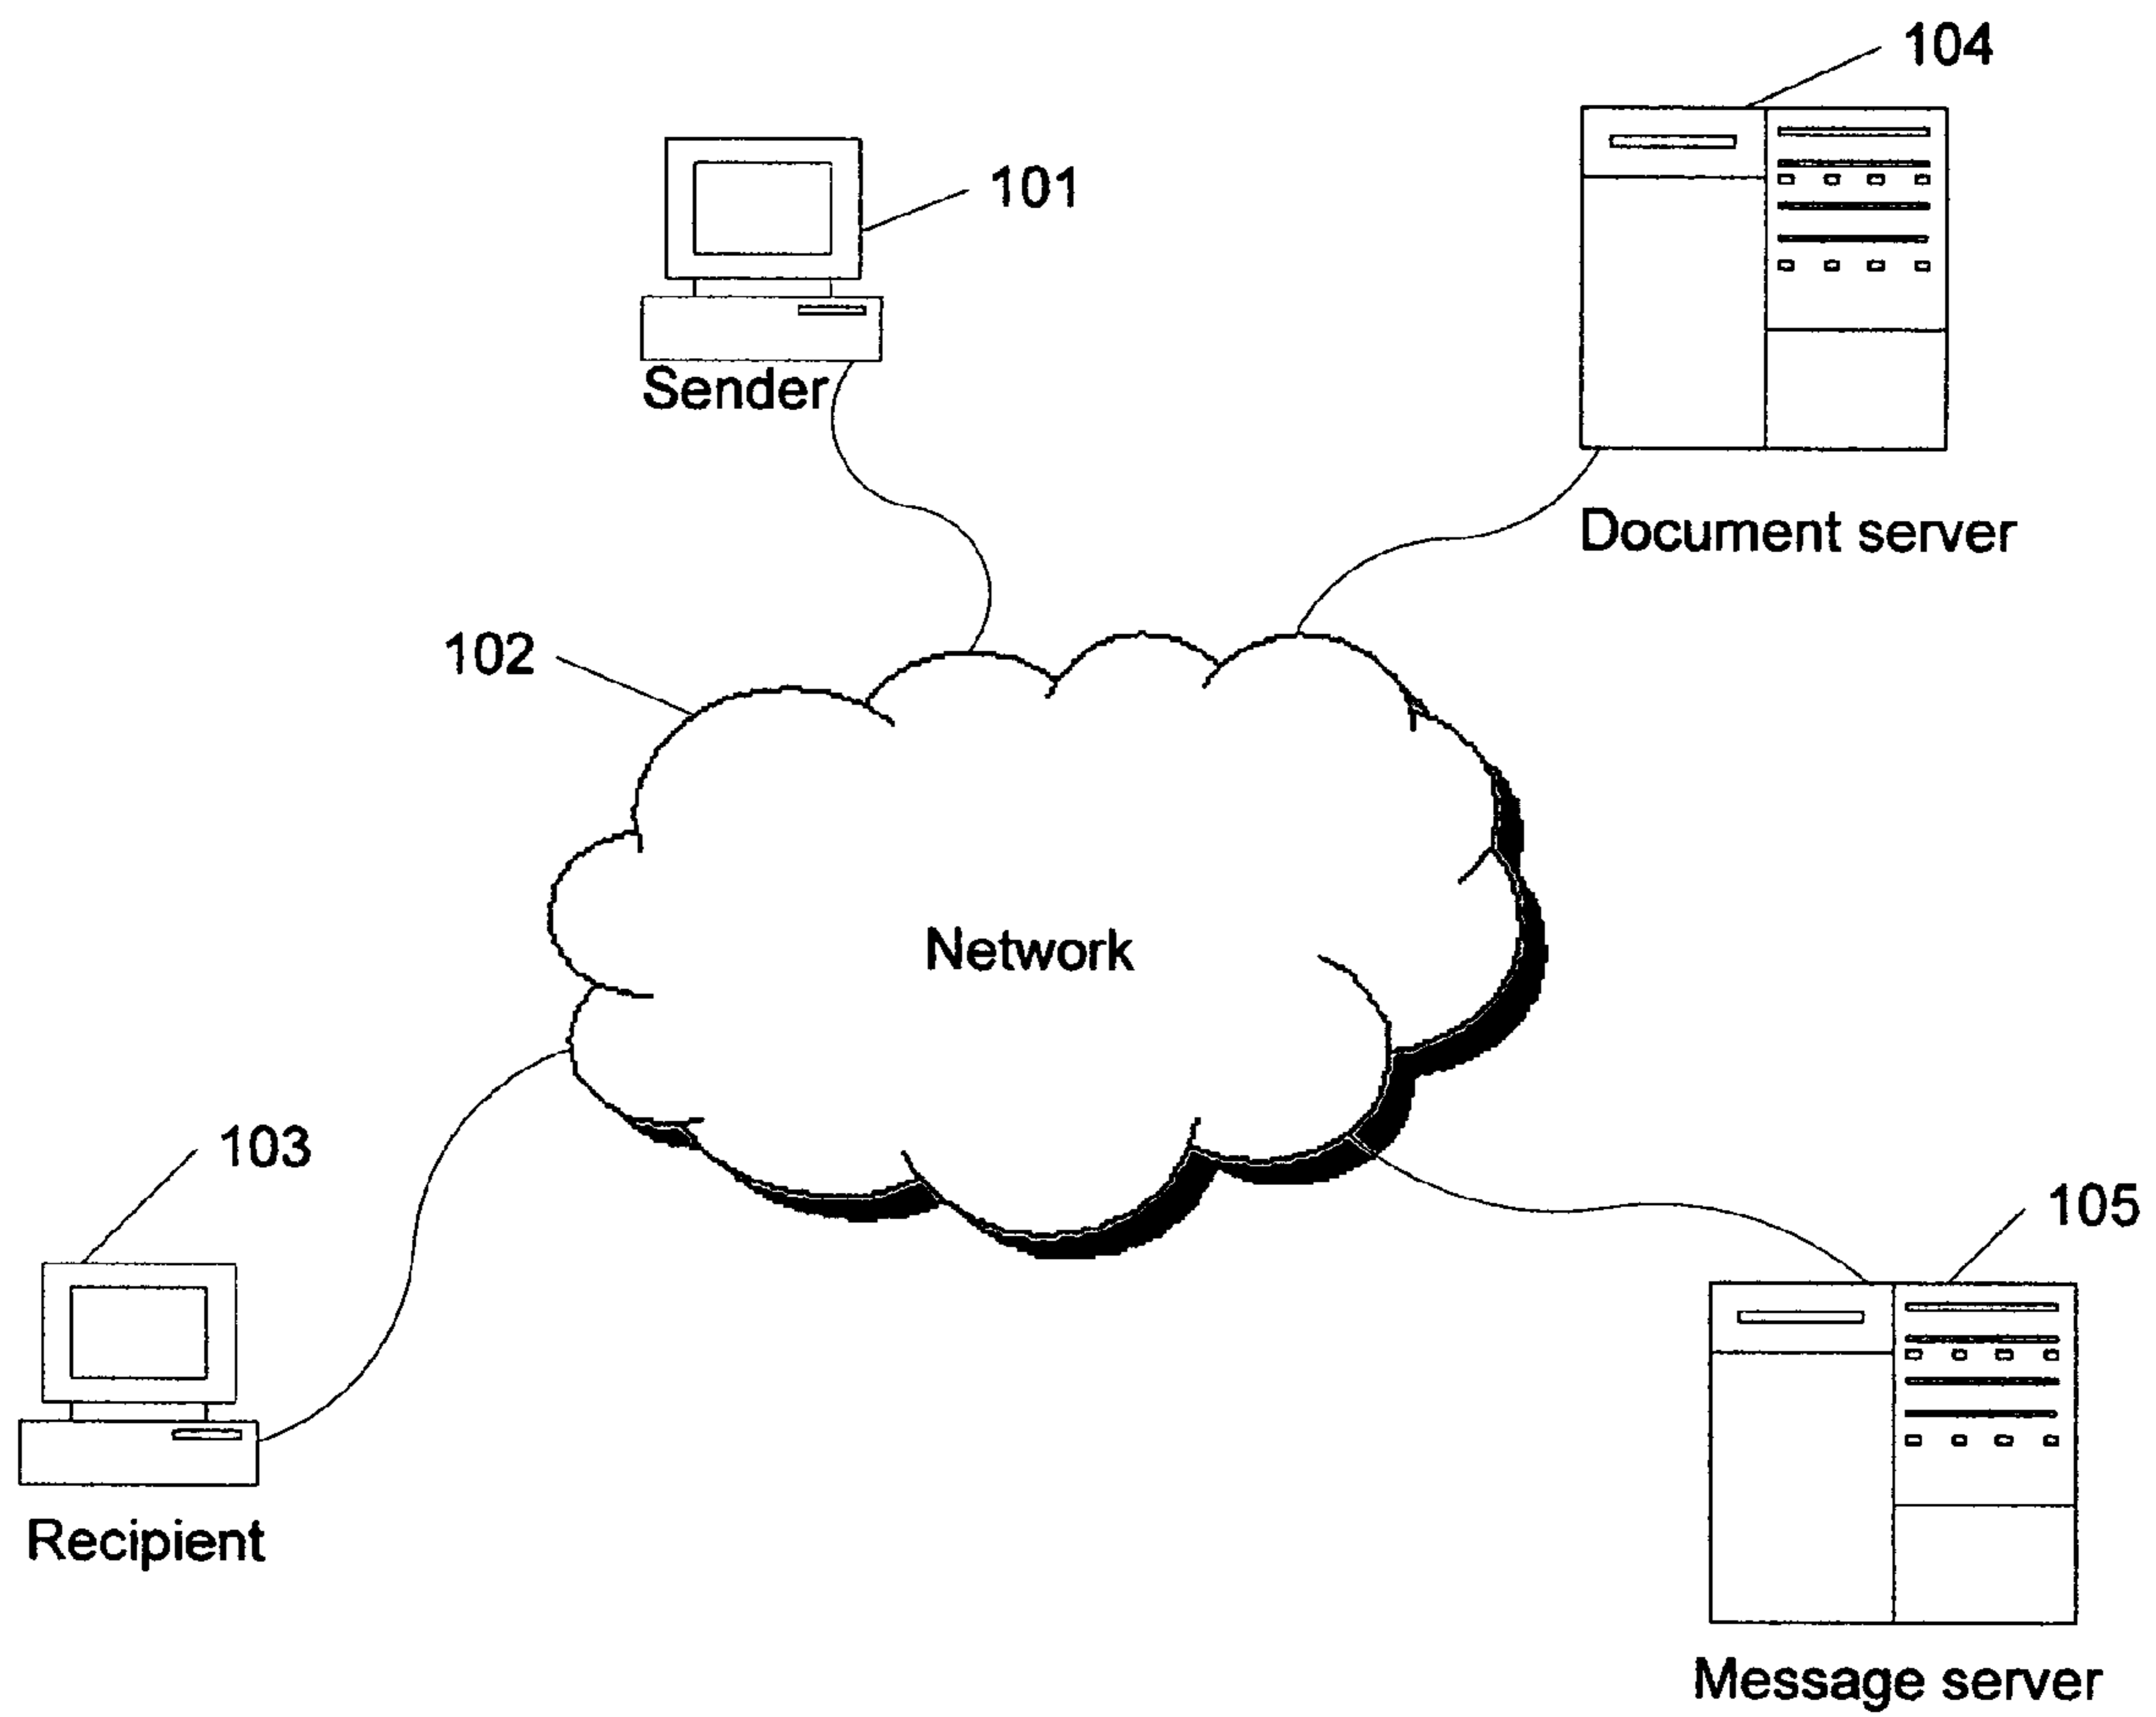 104
101
Sender
Document server
102
Network
103
105
Recipient
Message server